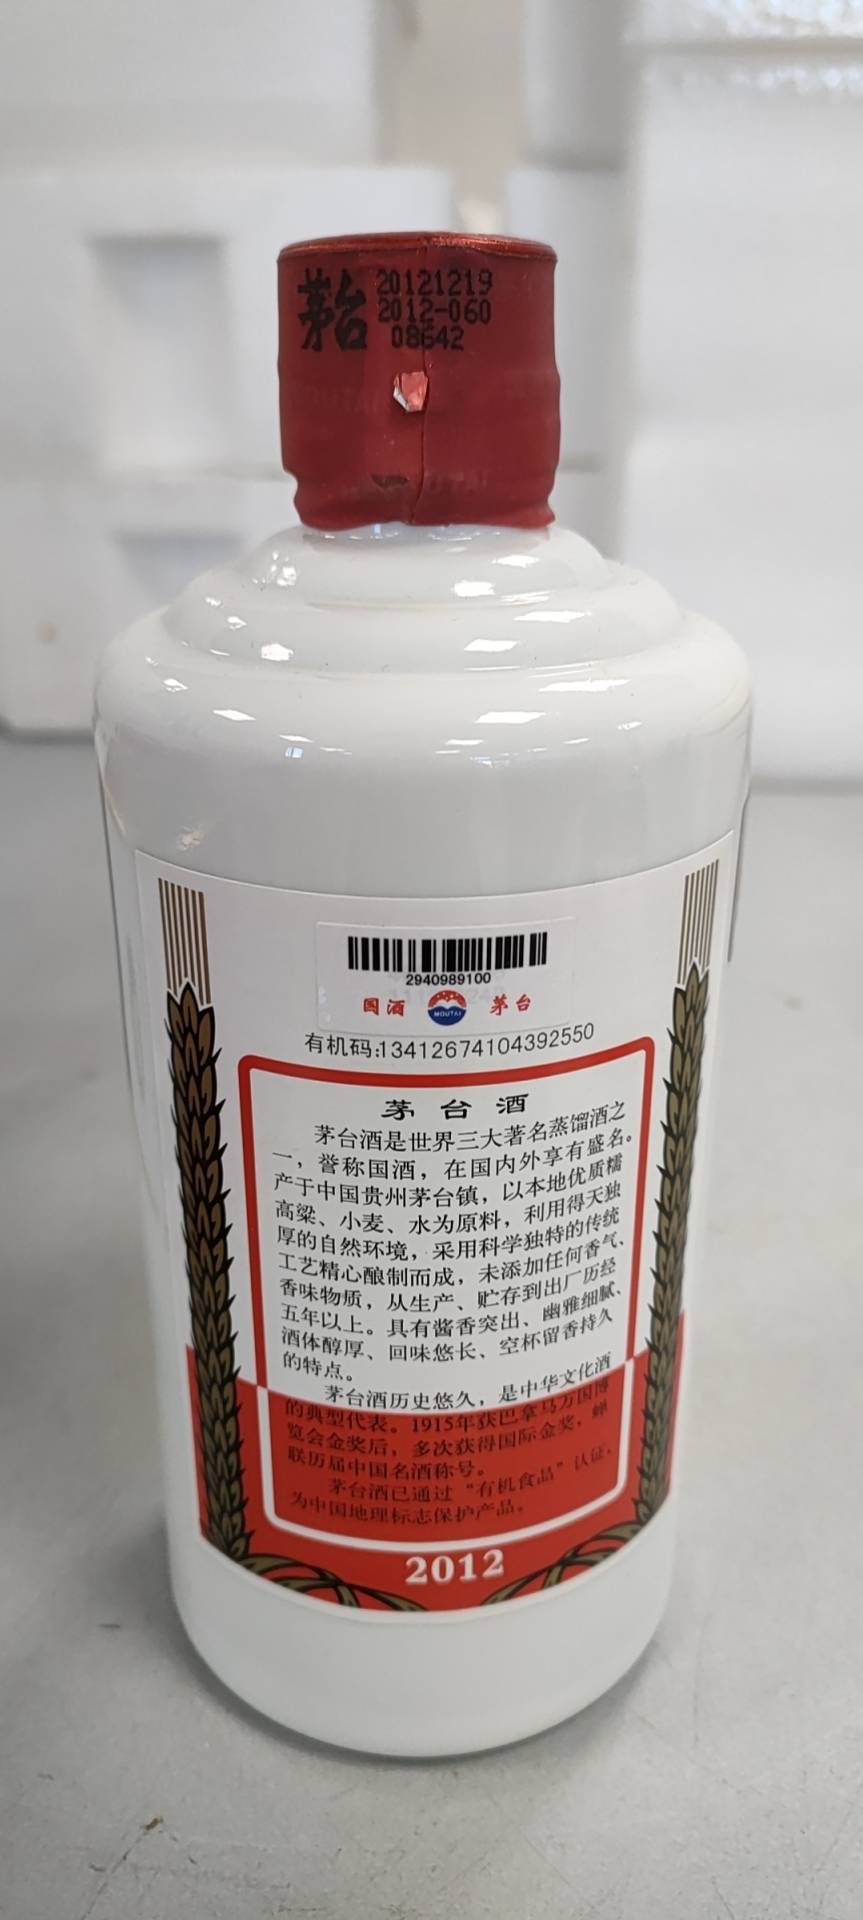 茅台
20121219
2012-060
08642
2940989100
国酒
MOUTAI
茅台
有机码:13412674104392550
茅台酒
茅台酒是世界三大著名蒸馏酒之
一，誉称国酒，在国内外享有盛名。
产于中国贵州茅台镇，以本地优质糯
高粱、小麦、水为原料，利用得天独
厚的自然环境，采用科学独特的传统
工艺精心酿制而成，未添加任何香气、
香味物质，从生产、贮存到出厂历经
五年以上。具有酱香突出、幽雅细腻、
酒体醇厚、回味悠长、空杯留香持久
的特点。
茅台酒历史悠久，是中华文化酒
的典型代表。1915年获巴拿马万国博
览会金奖后，多次获得国际金奖，蝉
联历届中国名酒称号。
茅台酒已通过“有机食品”认证，
为中国地理标志保护产品。
2012